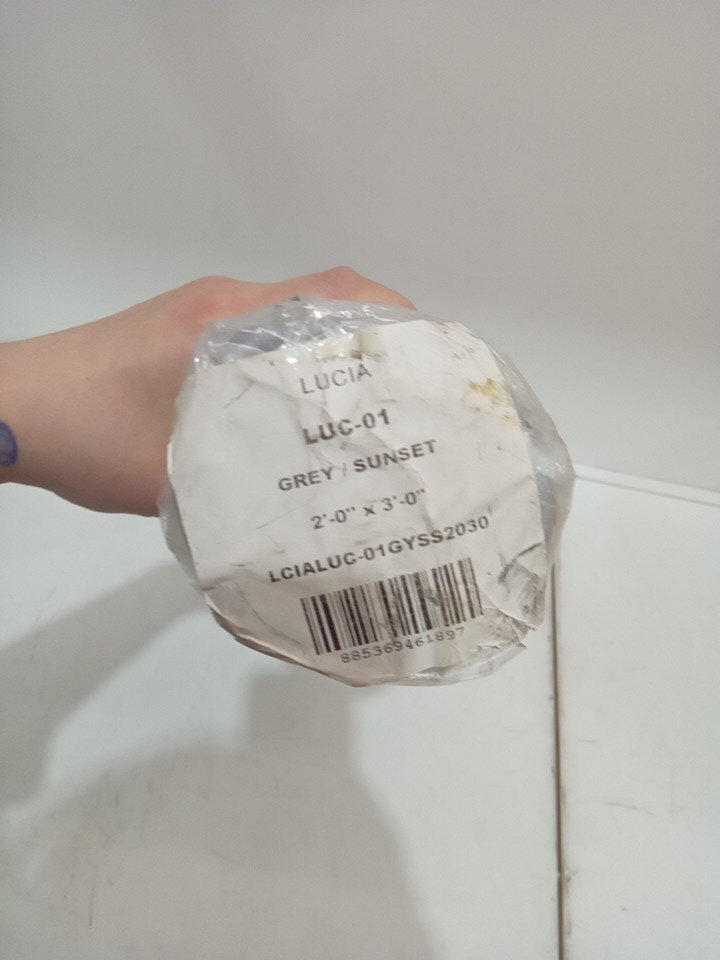 LUCIA
LUC-01
GREY / SUNSET
2'-0" x 3'-0"
LCIALUC-01GYSS2030
885369461897